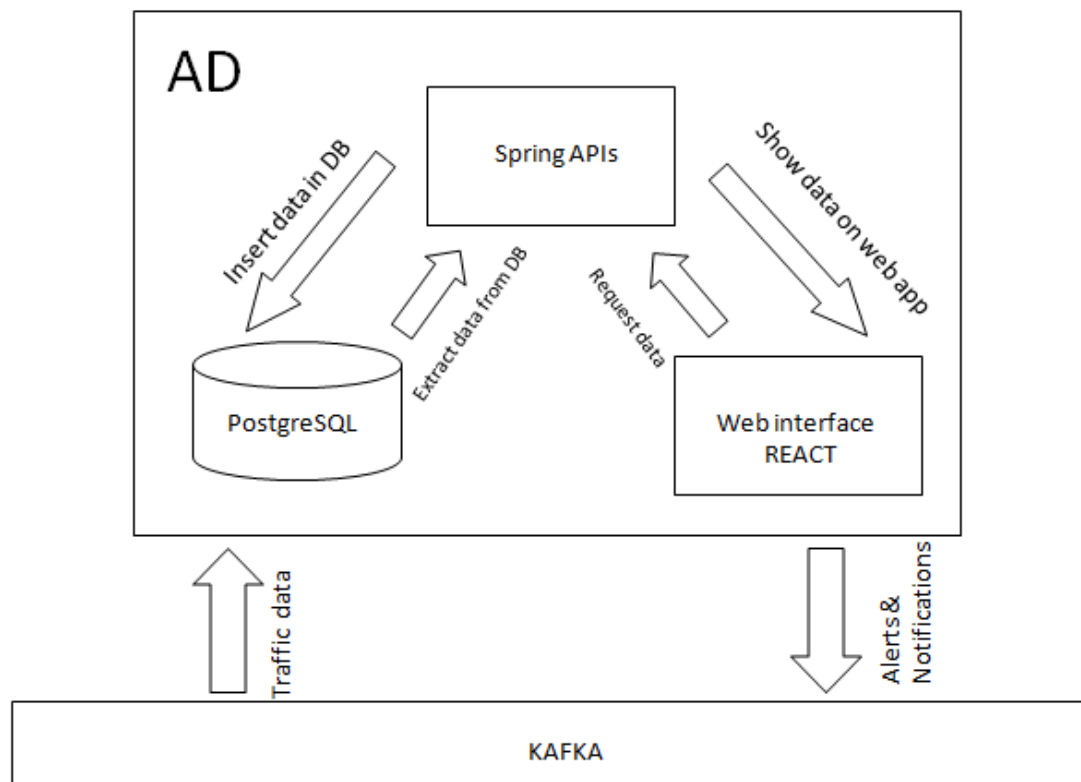 AD
Spring APIs
Insert data in DB
Extract data from DB
Request data
Show data on web app
PostgreSQL
Web interface
REACT
Traffic data
Alerts&
Notifications
KAFKA